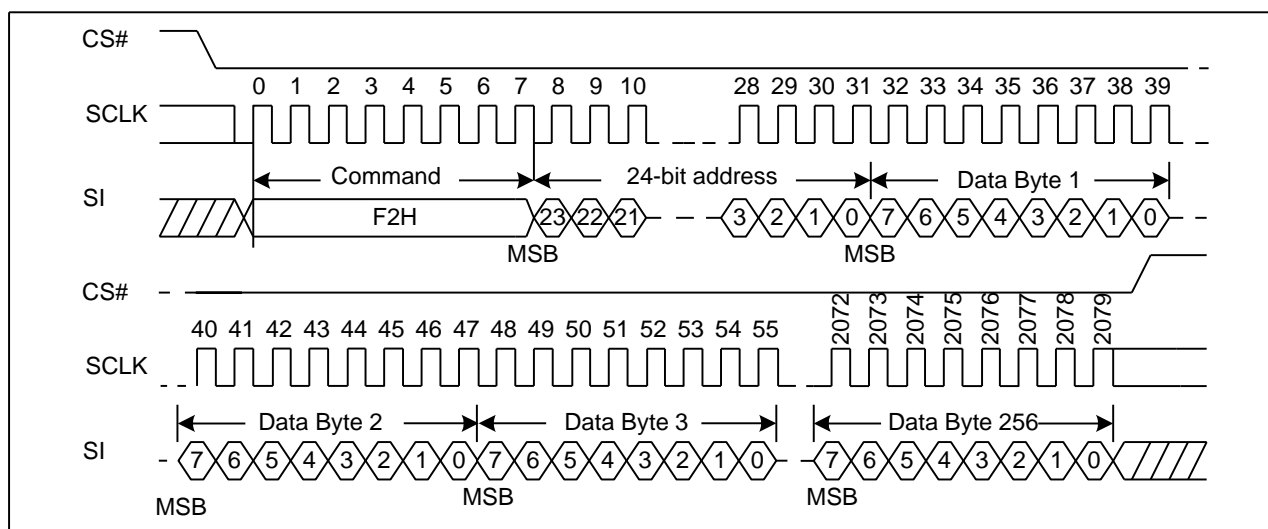 CS#
0 1 2 3 4 5 6 7 8 9 10 28 29 30 31 32 33 34 35 36 37 38 39
SCLK
Command 24-bit address Data Byte 1
SI
F2H 23 22 21 3 2 1 0 7 6 5 4 3 2 1 0
MSB MSB
CS#
40 41 42 43 44 45 46 47 48 49 50 51 52 53 54 55 2072 2073 2074 2075 2076 2077 2078 2079
SCLK
Data Byte 2 Data Byte 3 Data Byte 256
SI
7 6 5 4 3 2 1 0 7 6 5 4 3 2 1 0 7 6 5 4 3 2 1 0
MSB MSB MSB